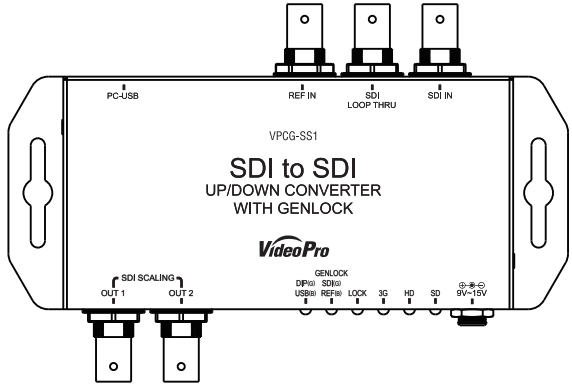 PC-USB
REF IN
SDI
LOOP THRU
SDI IN
VPCG-SS1
SDI to SDI
UP/DOWN CONVERTER
WITH GENLOCK
VideoPro
SDI SCALING
OUT 1
OUT 2
DIP(G)
USB(B)
GENLOCK
SDI(G)
REF(B)
LOCK
3G
HD
SD
9V~15V